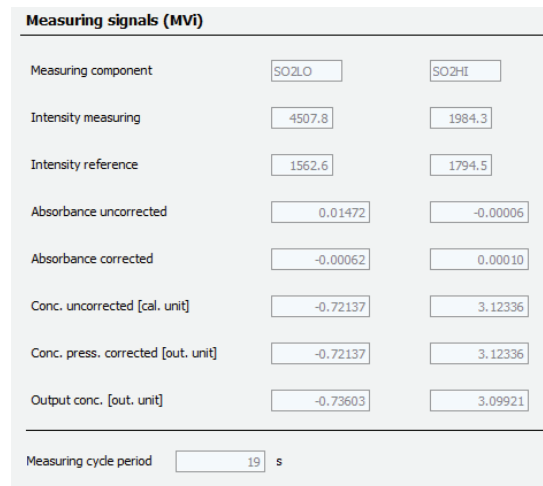 Measuring signals (MVi)
Measuring component SO2LO SO2HI
Intensity measuring 4507.8 1984.3
Intensity reference 1562.6 1794.5
Absorbance uncorrected 0.01472 -0.00006
Absorbance corrected -0.00062 0.00010
Conc. uncorrected [cal. unit] -0.72137 3.12336
Conc. press. corrected [out. unit] -0.72137 3.12336
Output conc. [out. unit] -0.73603 3.09921
Measuring cycle period 19 s